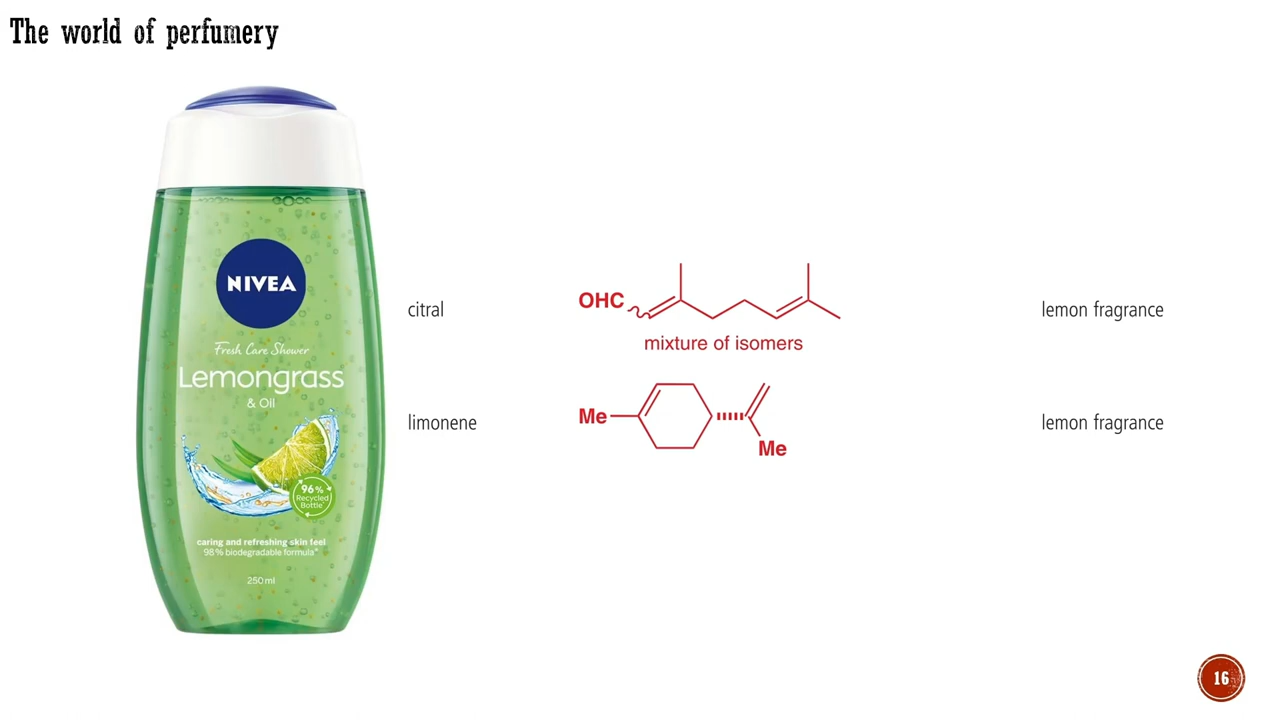 The world of perfumery
NIVEA
Fresh Care Shower
Lemongrass
& Oil
96%
Recycled
Bottle
caring and refreshing skin feel
98% biodegradable formula*
250ml
citral
OHC
mixture of isomers
lemon fragrance
limonene
Me
Me
lemon fragrance
16